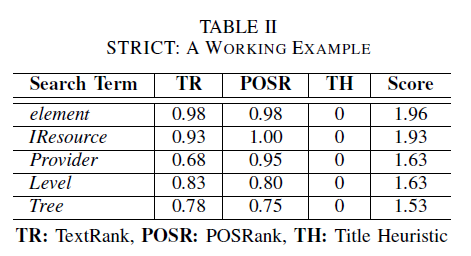 TABLE II
STRICT: A WORKING EXAMPLE
Search Term TR POSR TH Score
element 0.98 0.98 0 1.96
IResource 0.93 1.00 0 1.93
Provider 0.68 0.95 0 1.63
Level 0.83 0.80 0 1.63
Tree 0.78 0.75 0 1.53
TR: TextRank, POSR: POSRank, TH: Title Heuristic